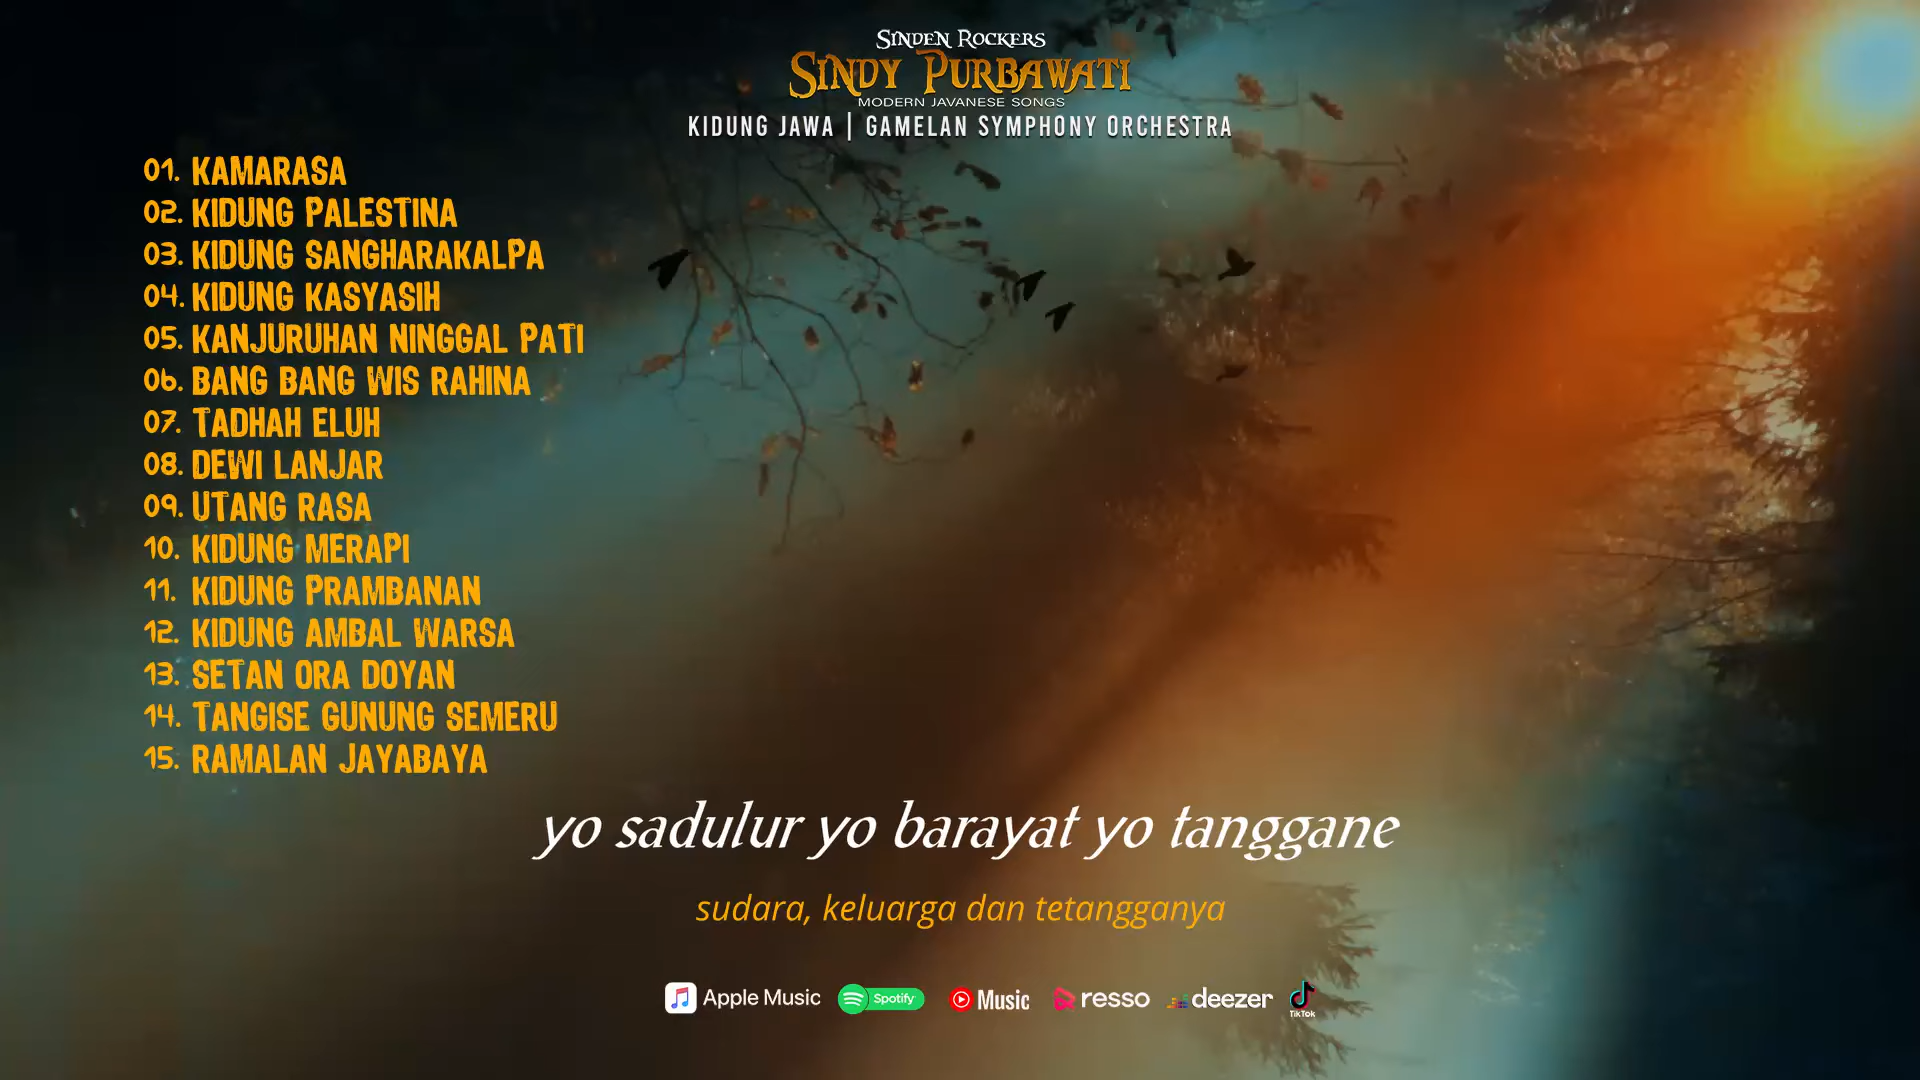 SINDEN ROCKERS
SINDY PURBAWATI
MODERN JAVANESE SONGS
KIDUNG JAWA | GAMELAN SYMPHONY ORCHESTRA
01. KAMARASA
02. KIDUNG PALESTINA
03. KIDUNG SANGHARAKALPA
04. KIDUNG KASYASIH
05. KANJURUHAN NINGGAL PATI
06. BANG BANG WIS RAHINA
07. TADHAH ELUH
08. DEWI LANJAR
09. UTANG RASA
10. KIDUNG MERAPI
11. KIDUNG PRAMBANAN
12. KIDUNG AMBAL WARSA
13. SETAN ORA DOYAN
14. TANGISE GUNUNG SEMERU
15. RAMALAN JAYABAYA
yo sadulur yo barayat yo tanggane
sudara, keluarga dan tetangganya
Apple Music Spotify Music resso deezer TikTok